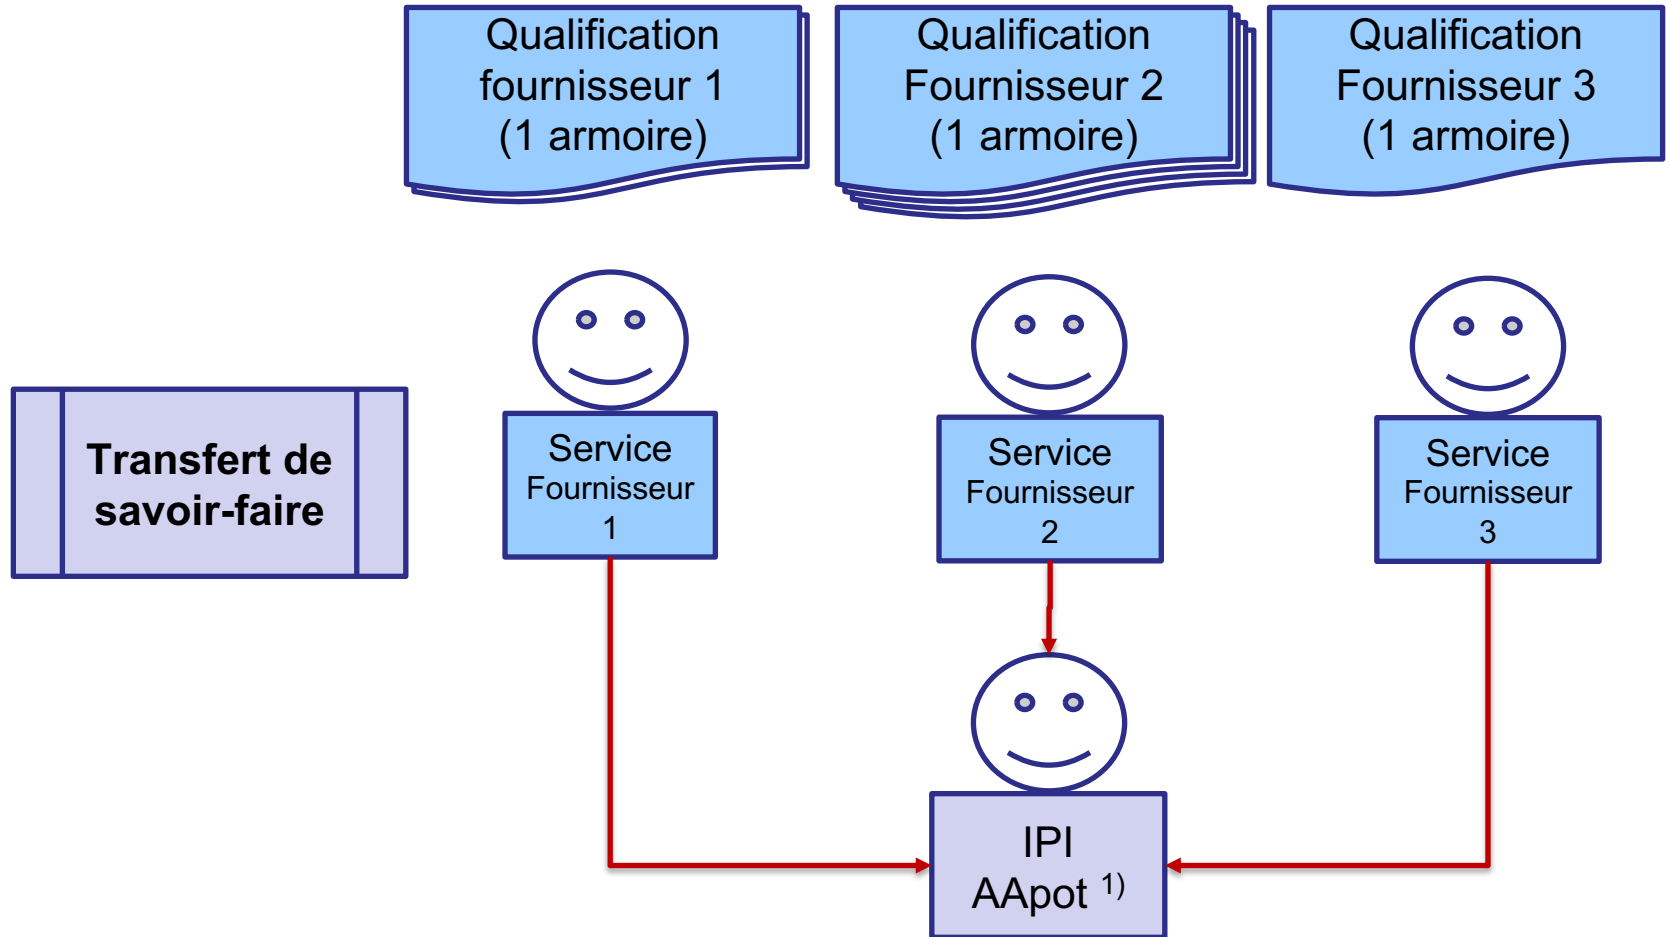 Qualification
fournisseur 1
(1 armoire)
Qualification
Fournisseur 2
(1 armoire)
Qualification
Fournisseur 3
(1 armoire)
Transfert de
savoir-faire
Service
Fournisseur
1
Service
Fournisseur
2
Service
Fournisseur
3
IPI
AApot 1)